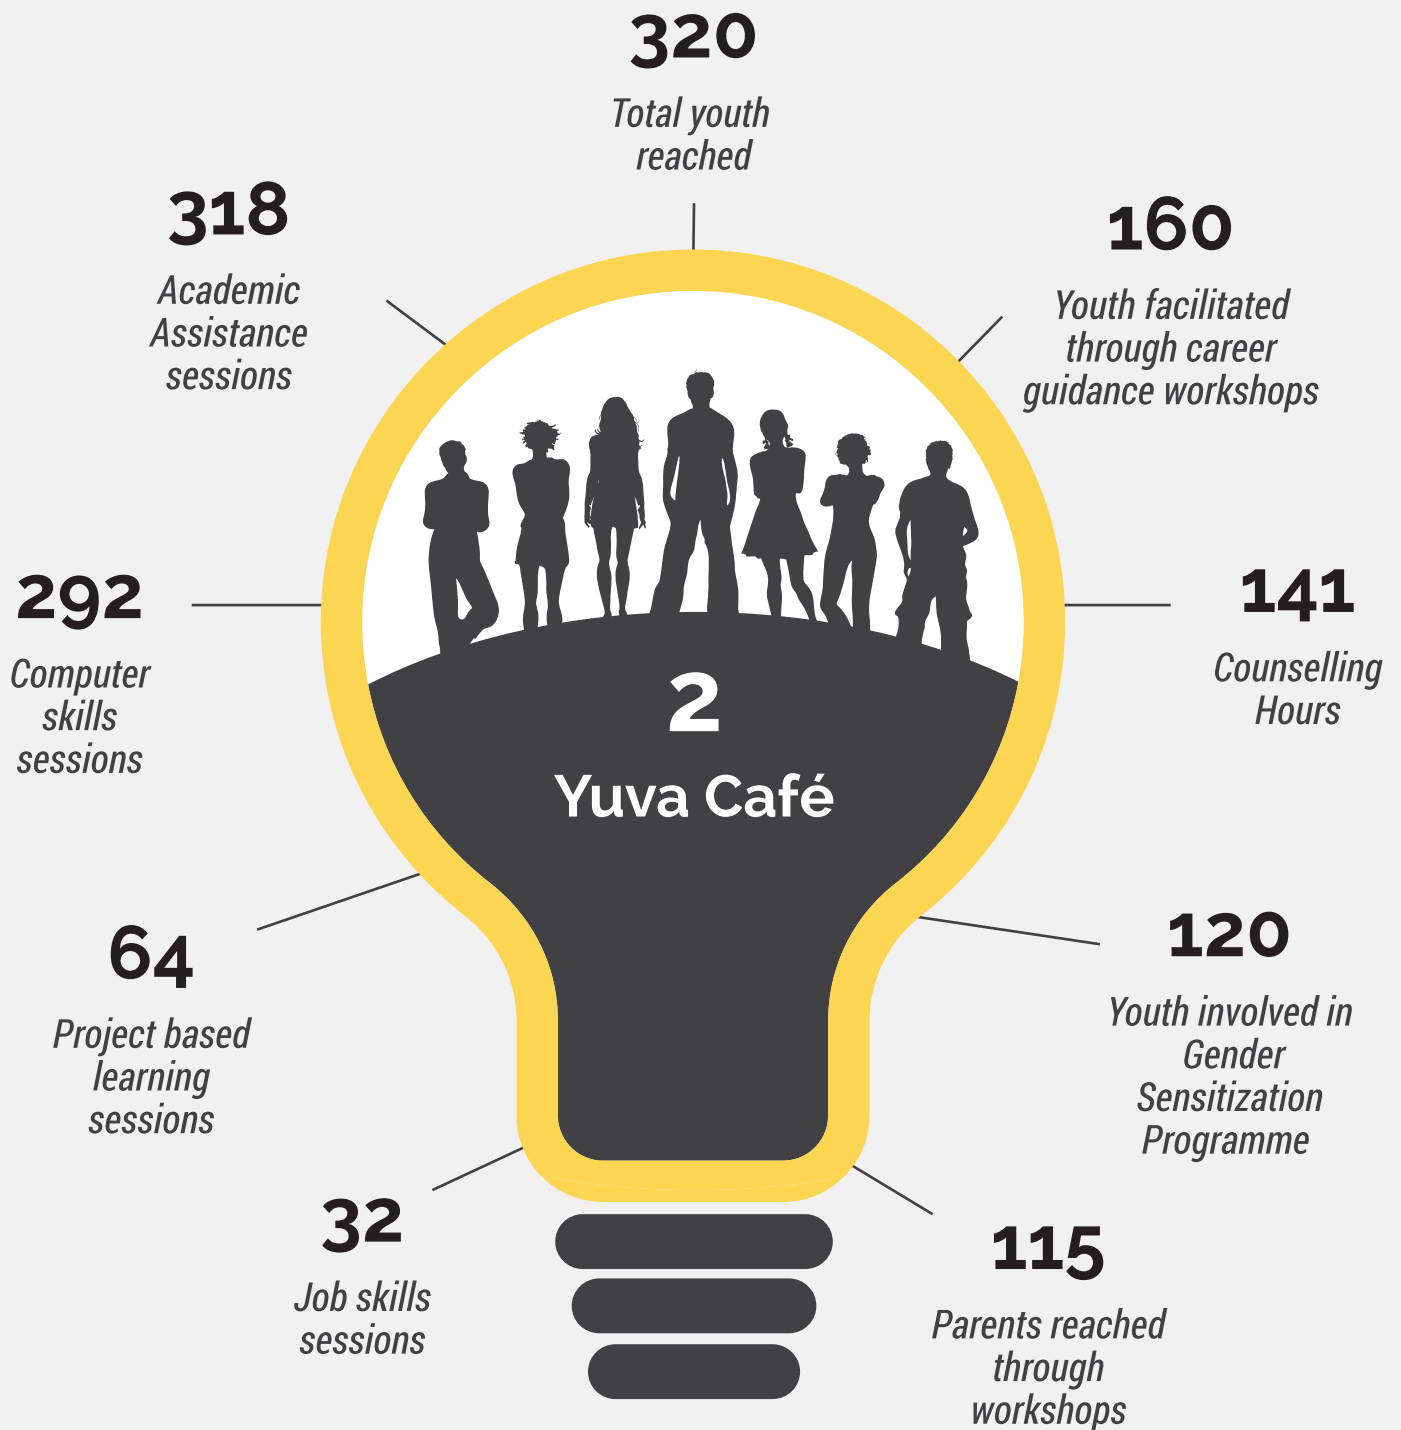 320
Total youth
reached
318
Academic
Assistance
sessions
160
Youth facilitated
through career
guidance workshops
292
Computer
skills
sessions
141
Counselling
Hours
2
Yuva Café
64
Project based
learning
sessions
120
Youth involved in
Gender
Sensitization
Programme
32
Job skills
sessions
115
Parents reached
through
workshops